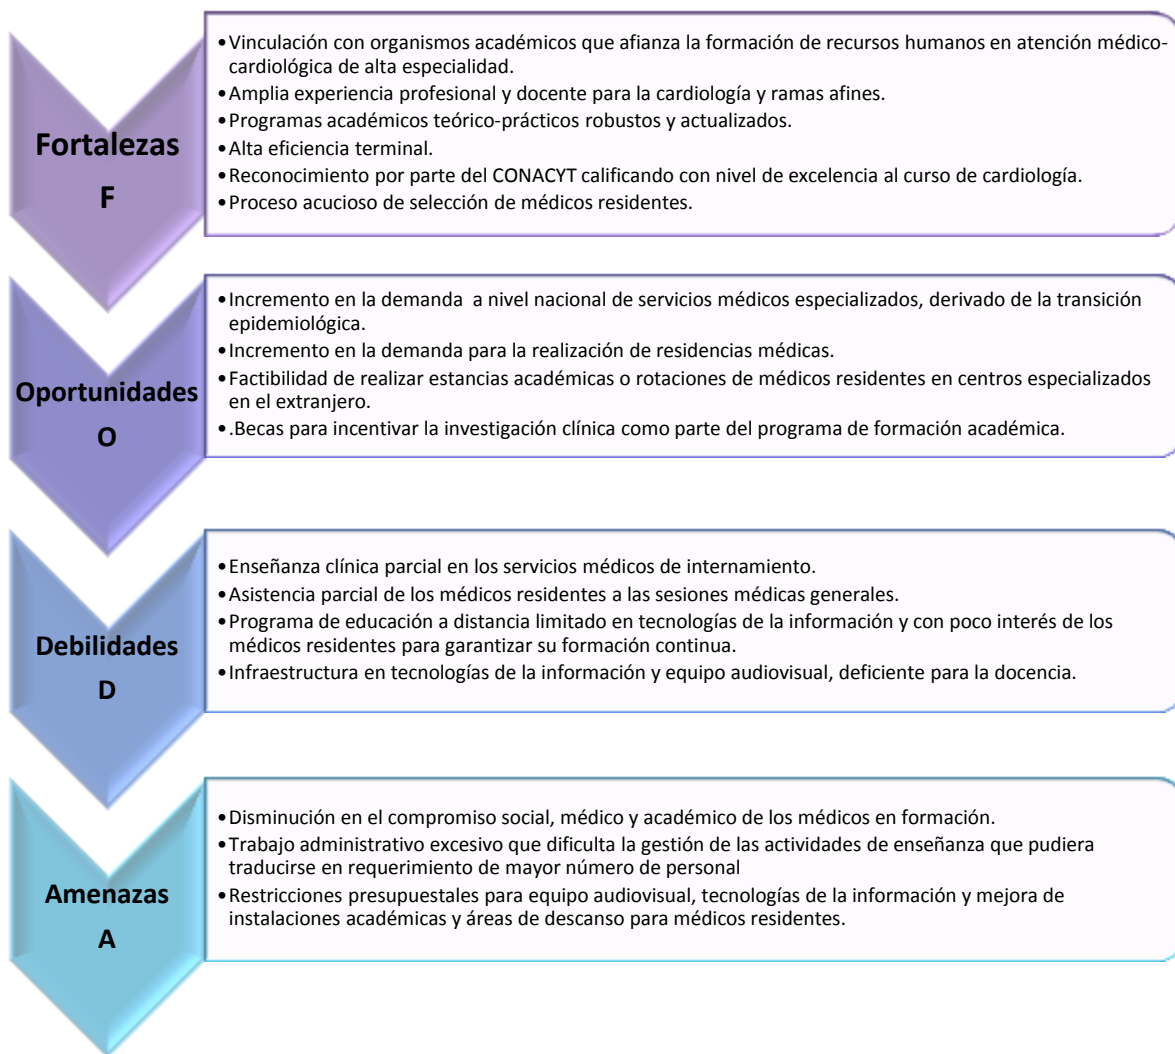 Fortalezas
F
•Vinculación con organismos académicos que afianza la formación de recursos humanos en atención médico-
cardiológica de alta especialidad.
•Amplia experiencia profesional y docente para la cardiología y ramas afines.
•Programas académicos teórico-prácticos robustos y actualizados.
•Alta eficiencia terminal.
•Reconocimiento por parte del CONACYT calificando con nivel de excelencia al curso de cardiología.
•Proceso acucioso de selección de médicos residentes.
Oportunidades
O
•Incremento en la demanda a nivel nacional de servicios médicos especializados, derivado de la transición
epidemiológica.
•Incremento en la demanda para la realización de residencias médicas.
•Factibilidad de realizar estancias académicas o rotaciones de médicos residentes en centros especializados
en el extranjero.
•.Becas para incentivar la investigación clínica como parte del programa de formación académica.
Debilidades
D
•Enseñanza clínica parcial en los servicios médicos de internamiento.
•Asistencia parcial de los médicos residentes a las sesiones médicas generales.
•Programa de educación a distancia limitado en tecnologías de la información y con poco interés de los
médicos residentes para garantizar su formación continua.
•Infraestructura en tecnologías de la información y equipo audiovisual, deficiente para la docencia.
Amenazas
A
•Disminución en el compromiso social, médico y académico de los médicos en formación.
•Trabajo administrativo excesivo que dificulta la gestión de las actividades de enseñanza que pudiera
traducirse en requerimiento de mayor número de personal
•Restricciones presupuestales para equipo audiovisual, tecnologías de la información y mejora de
instalaciones académicas y áreas de descanso para médicos residentes.